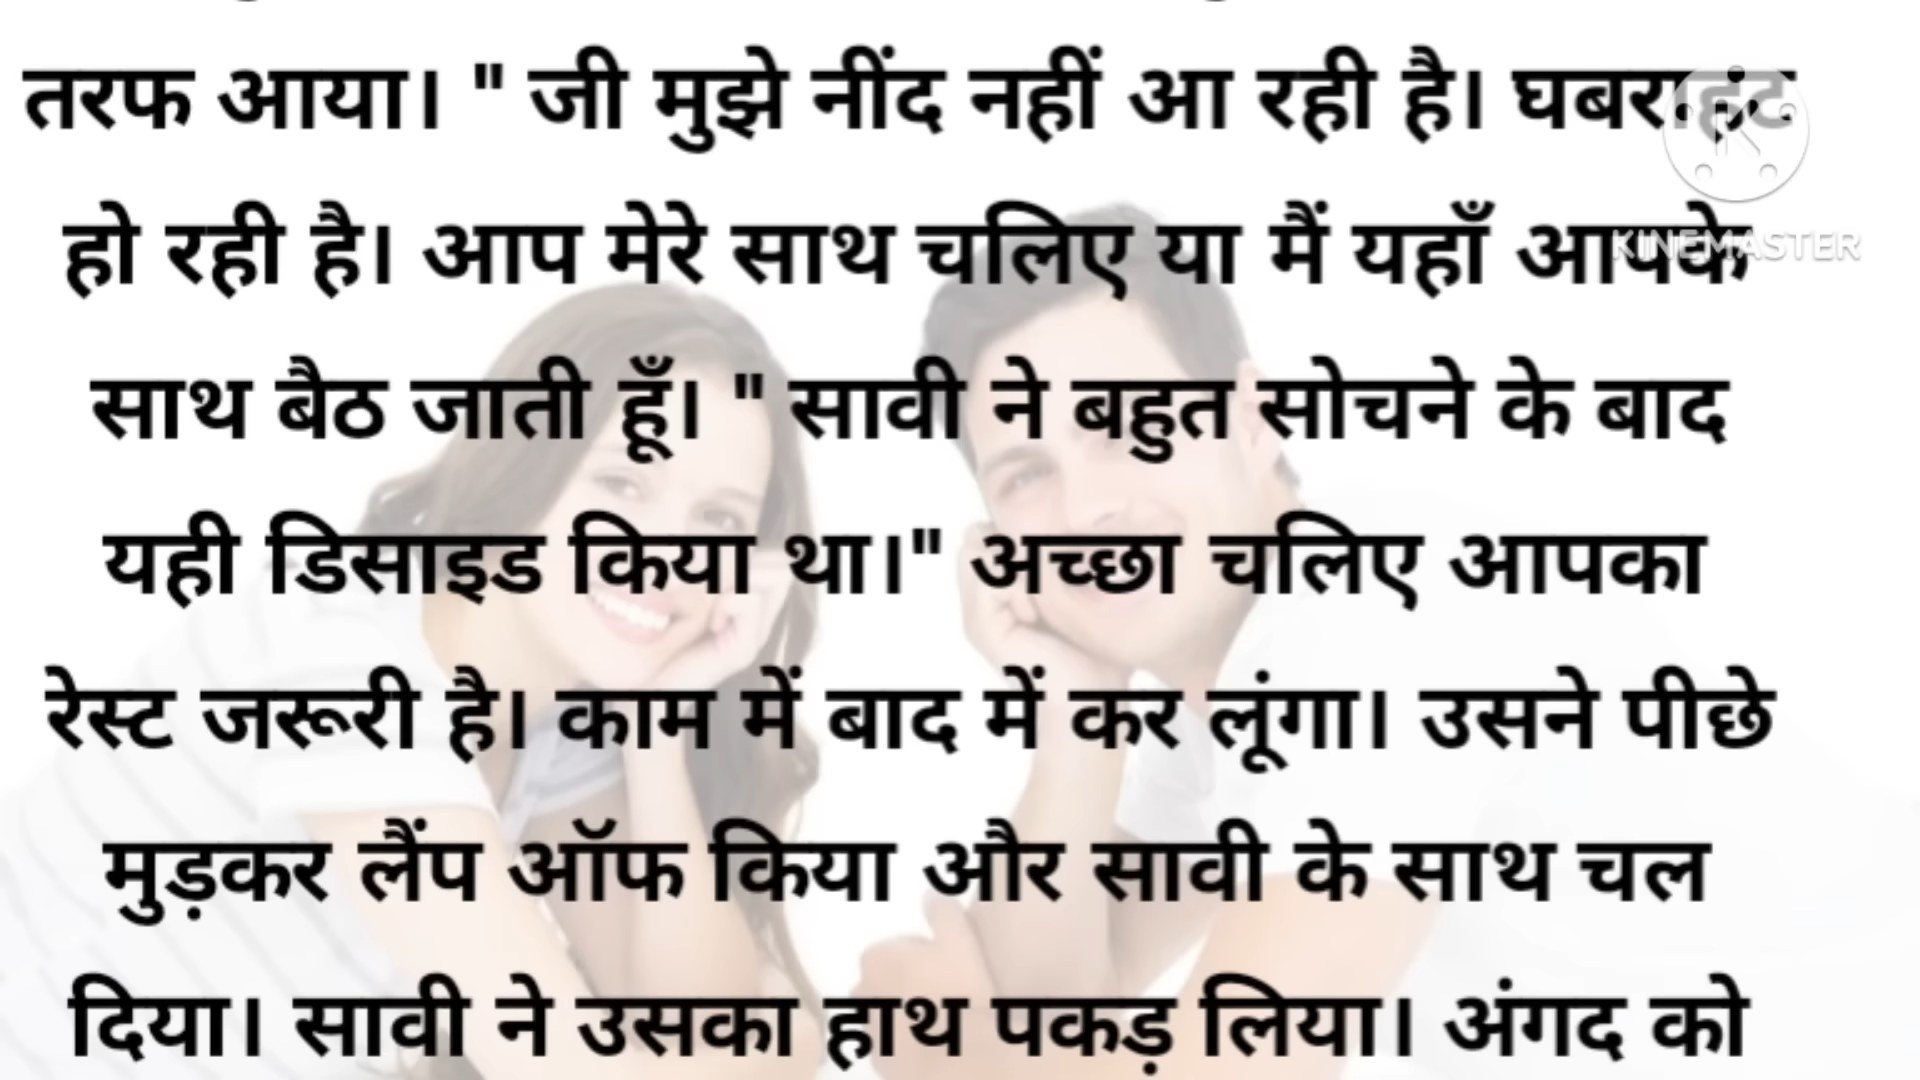 तरफ आया। " जी मुझे नींद नहीं आ रही है। घबराहट
हो रही है। आप मेरे साथ चलिए या मैं यहाँ आपके
साथ बैठ जाती हूँ। " सावी ने बहुत सोचने के बाद
यही डिसाइड किया था।" अच्छा चलिए आपका
रेस्ट जरूरी है। काम में बाद में कर लूंगा। उसने पीछे
मुड़कर लैंप ऑफ किया और सावी के साथ चल
दिया। सावी ने उसका हाथ पकड़ लिया। अंगद को
KINEMASTER